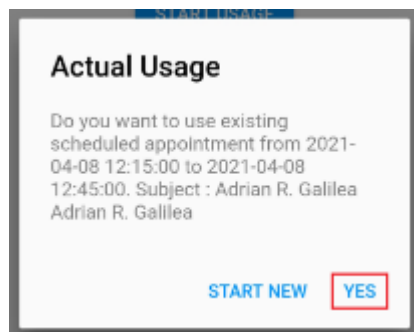 START USAGE
Actual Usage
Do you want to use existing
scheduled appointment from 2021-
04-08 12:15:00 to 2021-04-08
12:45:00. Subject : Adrian R. Galilea
Adrian R. Galilea
START NEW YES